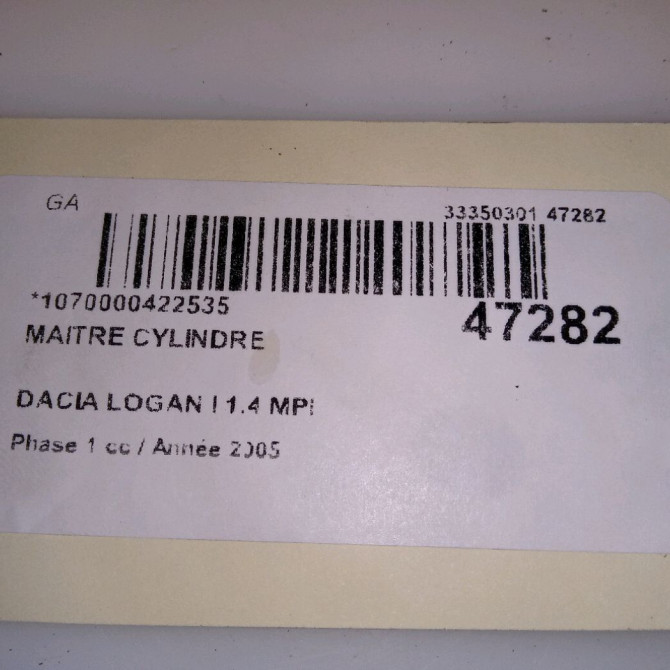 GA
33350301 47282
*1070000422535
47282
MAITRE CYLINDRE
DACIA LOGAN I 1.4 MPI
Phase 1 cc / Année 2005